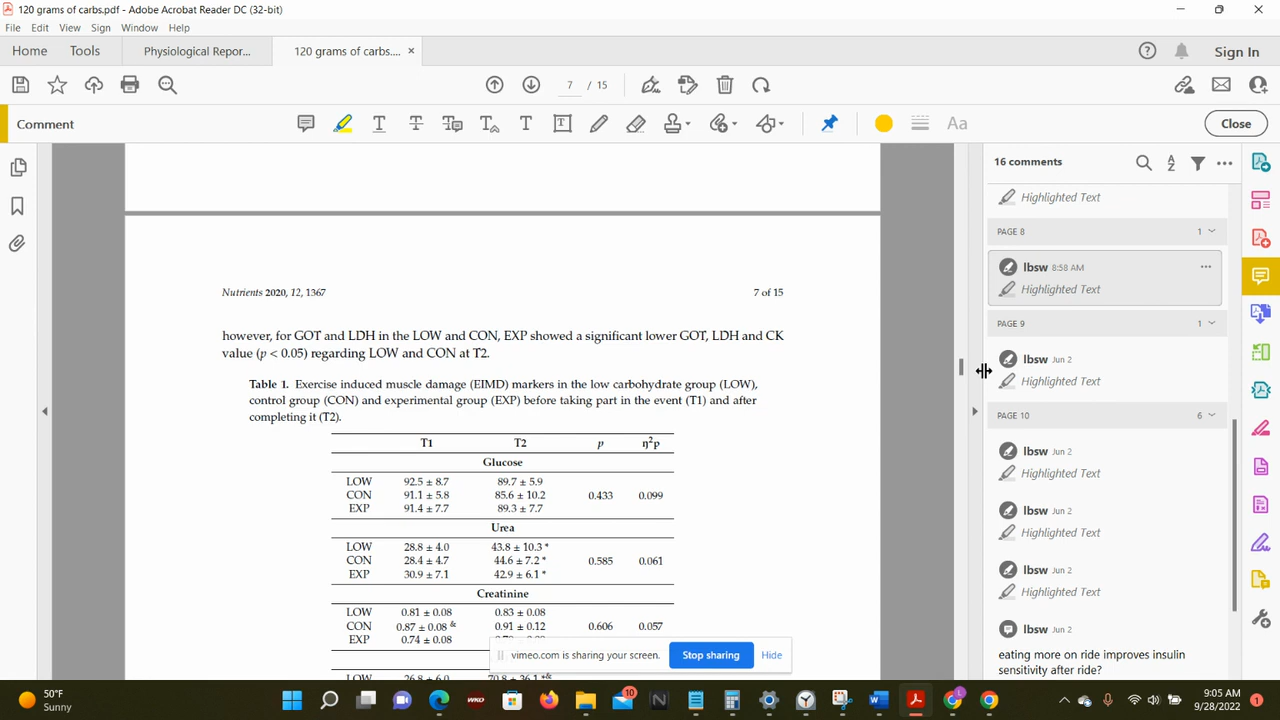 120 grams of carbs.pdf - Adobe Acrobat Reader DC (32-bit)
File Edit View Sign Window Help
Home Tools Physiological Repor... 120 grams of carbs.... × Sign In
7 / 15
Comment T T T Aa Close
16 comments
Highlighted Text
PAGE 8 1
lbsw 8:58 AM ...
Highlighted Text
PAGE 9 1
lbsw Jun 2
Highlighted Text
PAGE 10 6
lbsw Jun 2
Highlighted Text
lbsw Jun 2
Highlighted Text
lbsw Jun 2
Highlighted Text
lbsw Jun 2
eating more on ride improves insulin
sensitivity after ride?
Nutrients 2020, 12, 1367 7 of 15
however, for GOT and LDH in the LOW and CON, EXP showed a significant lower GOT, LDH and CK
value (p < 0.05) regarding LOW and CON at T2.
Table 1. Exercise induced muscle damage (EIMD) markers in the low carbohydrate group (LOW),
control group (CON) and experimental group (EXP) before taking part in the event (T1) and after
completing it (T2).
T1 T2 p η²p
Glucose
LOW 92.5 ± 8.7 89.7 ± 5.9
CON 91.1 ± 5.8 85.6 ± 10.2 0.433 0.099
EXP 91.4 ± 7.7 89.3 ± 7.7
Urea
LOW 28.8 ± 4.0 43.8 ± 10.3 *
CON 28.4 ± 4.7 44.6 ± 7.2 * 0.585 0.061
EXP 30.9 ± 7.1 42.9 ± 6.1 *
Creatinine
LOW 0.81 ± 0.08 0.83 ± 0.08
CON 0.87 ± 0.08 & 0.91 ± 0.12 0.606 0.057
EXP 0.74 ± 0.08
LOW 26.8 ± 6.0 70.8 ± 36.1 *&
vimeo.com is sharing your screen. Stop sharing Hide
50°F
Sunny
WKO
10
N
9:05 AM
9/28/2022
1